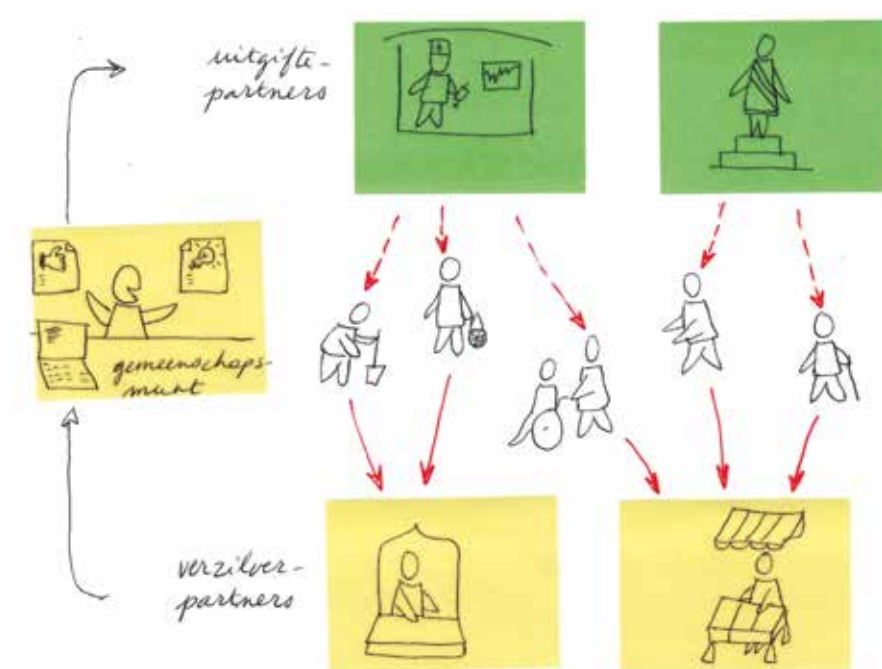 uitgifte-
partners
gemeenschaps-
munt
verzilver-
partners